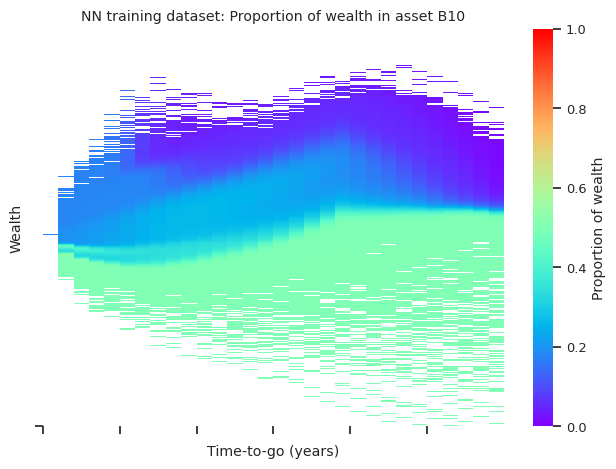 NN training dataset: Proportion of wealth in asset B10
1.0
0.8
0.6
0.4
0.2
0.0
Proportion of wealth
Wealth
Time-to-go (years)